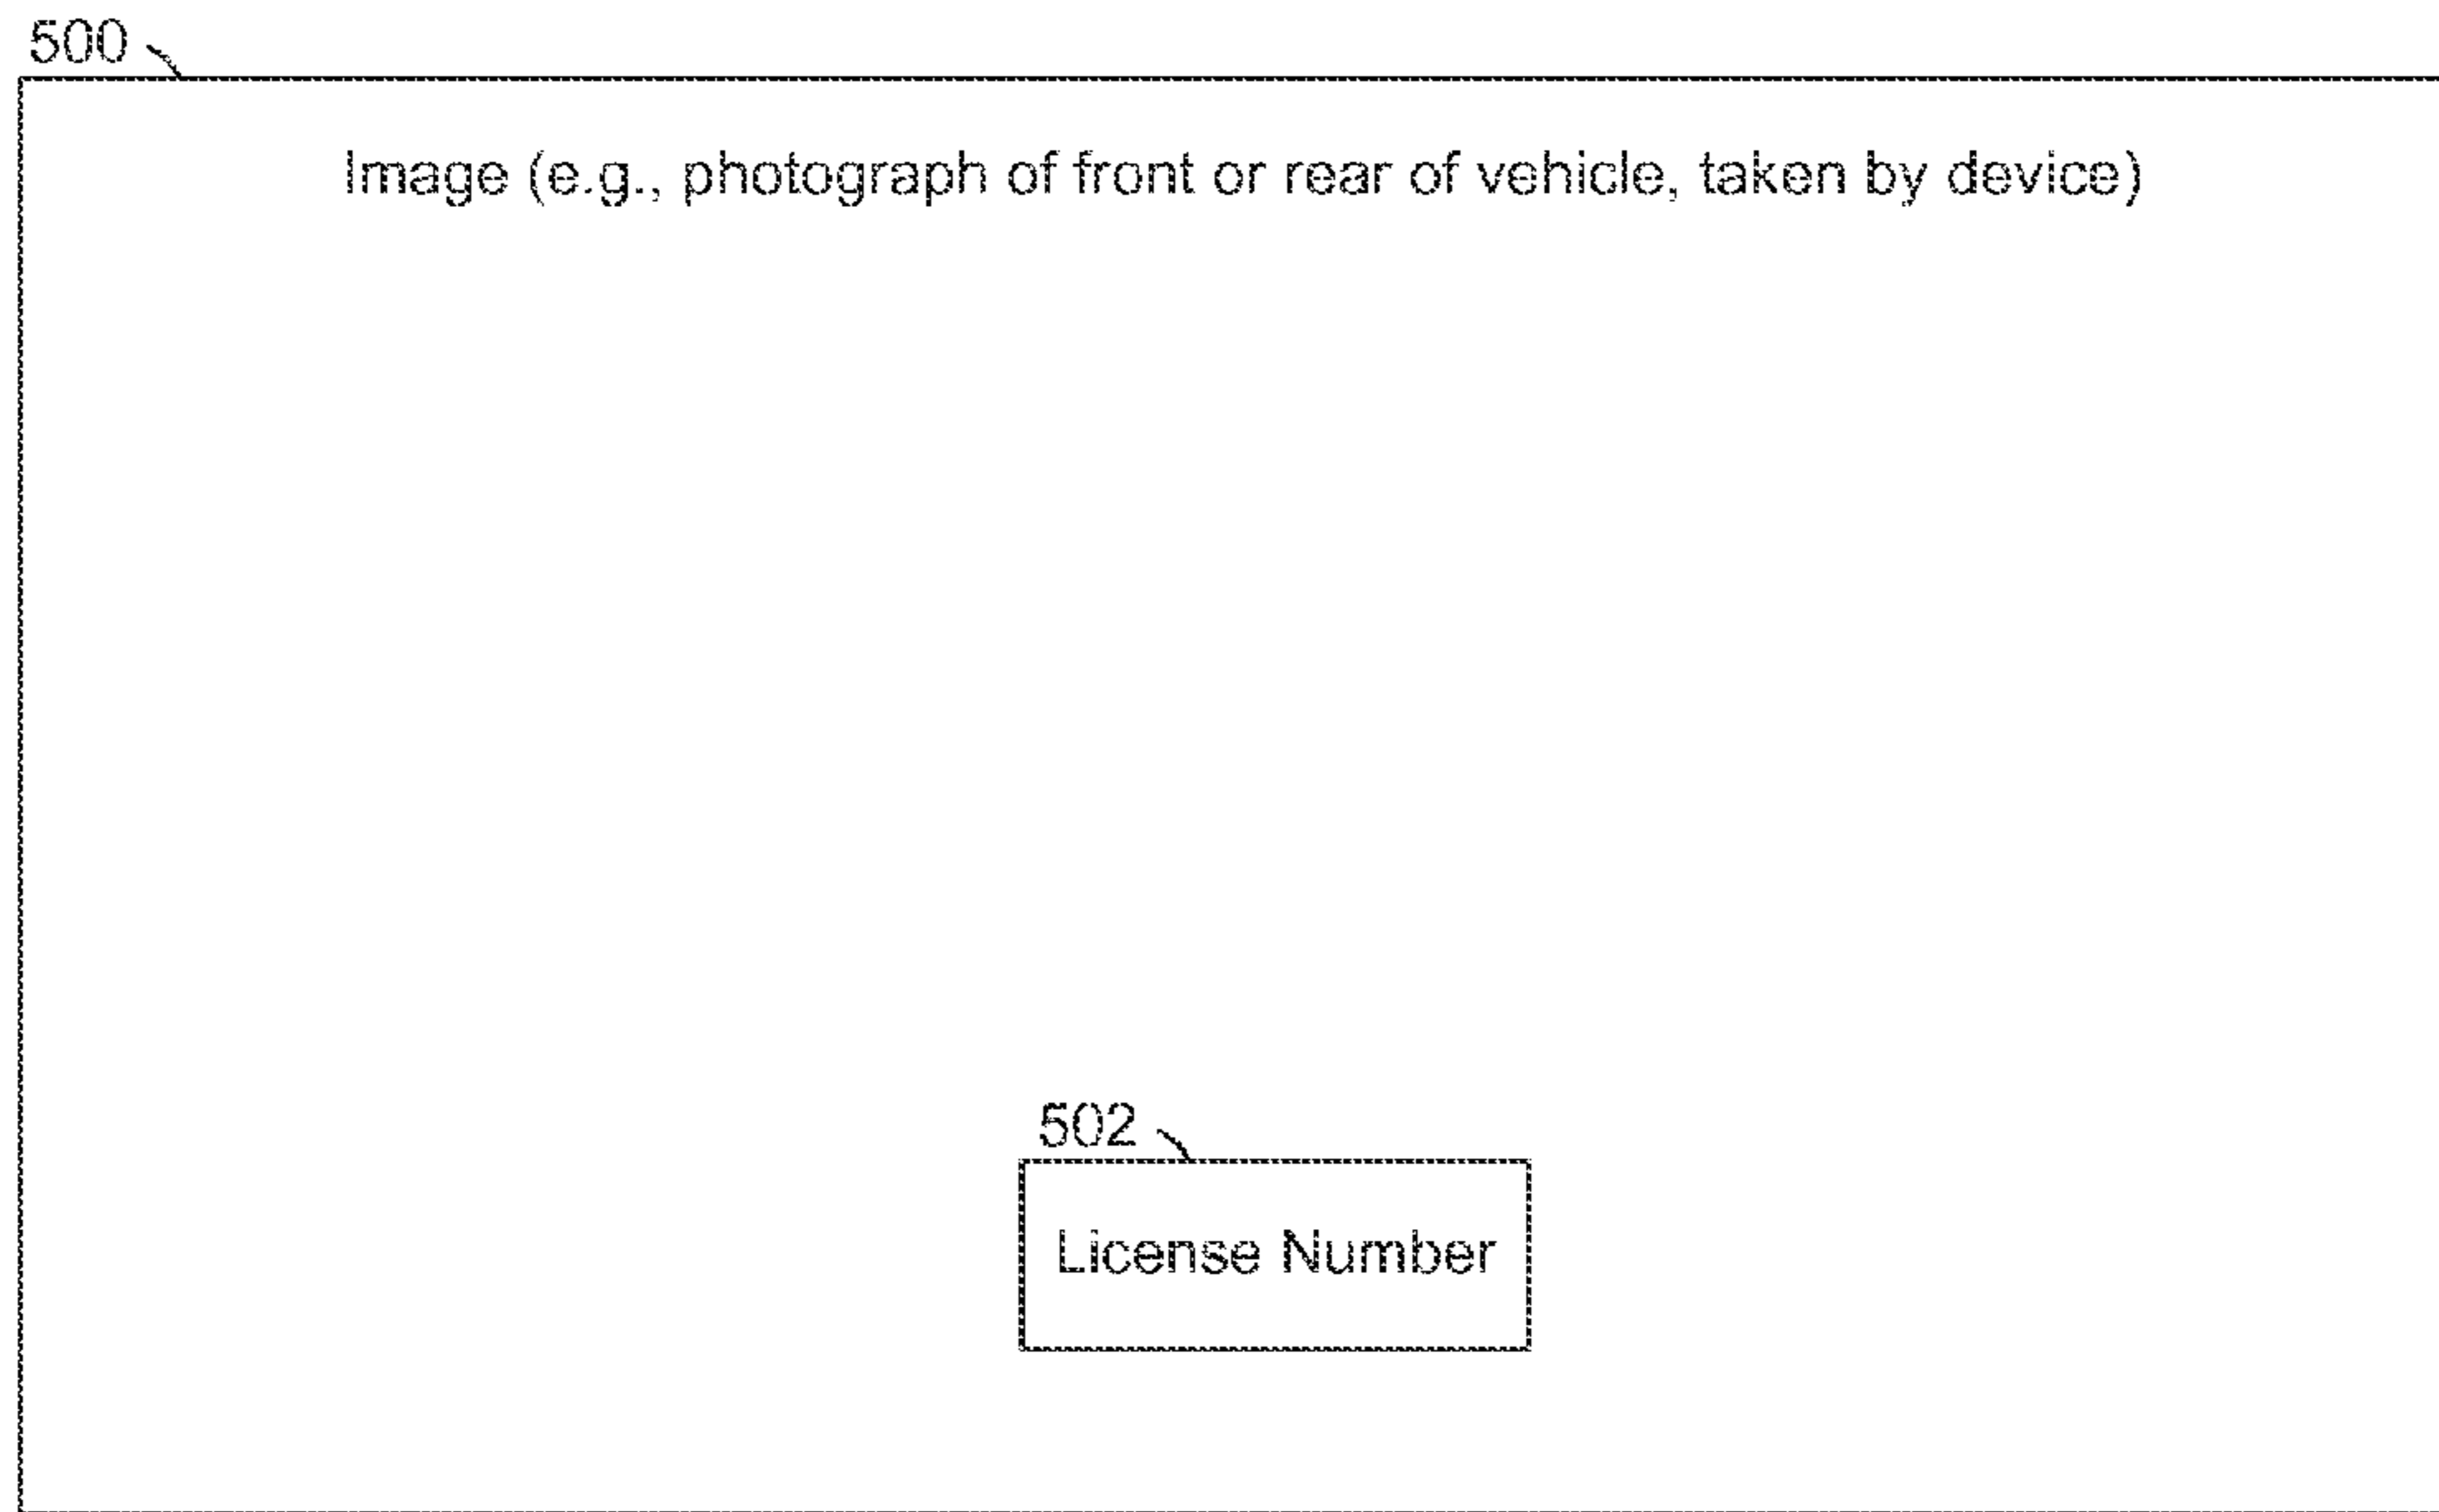 500
Image (e.g., photograph of front or rear of vehicle, taken by device)
502
License Number